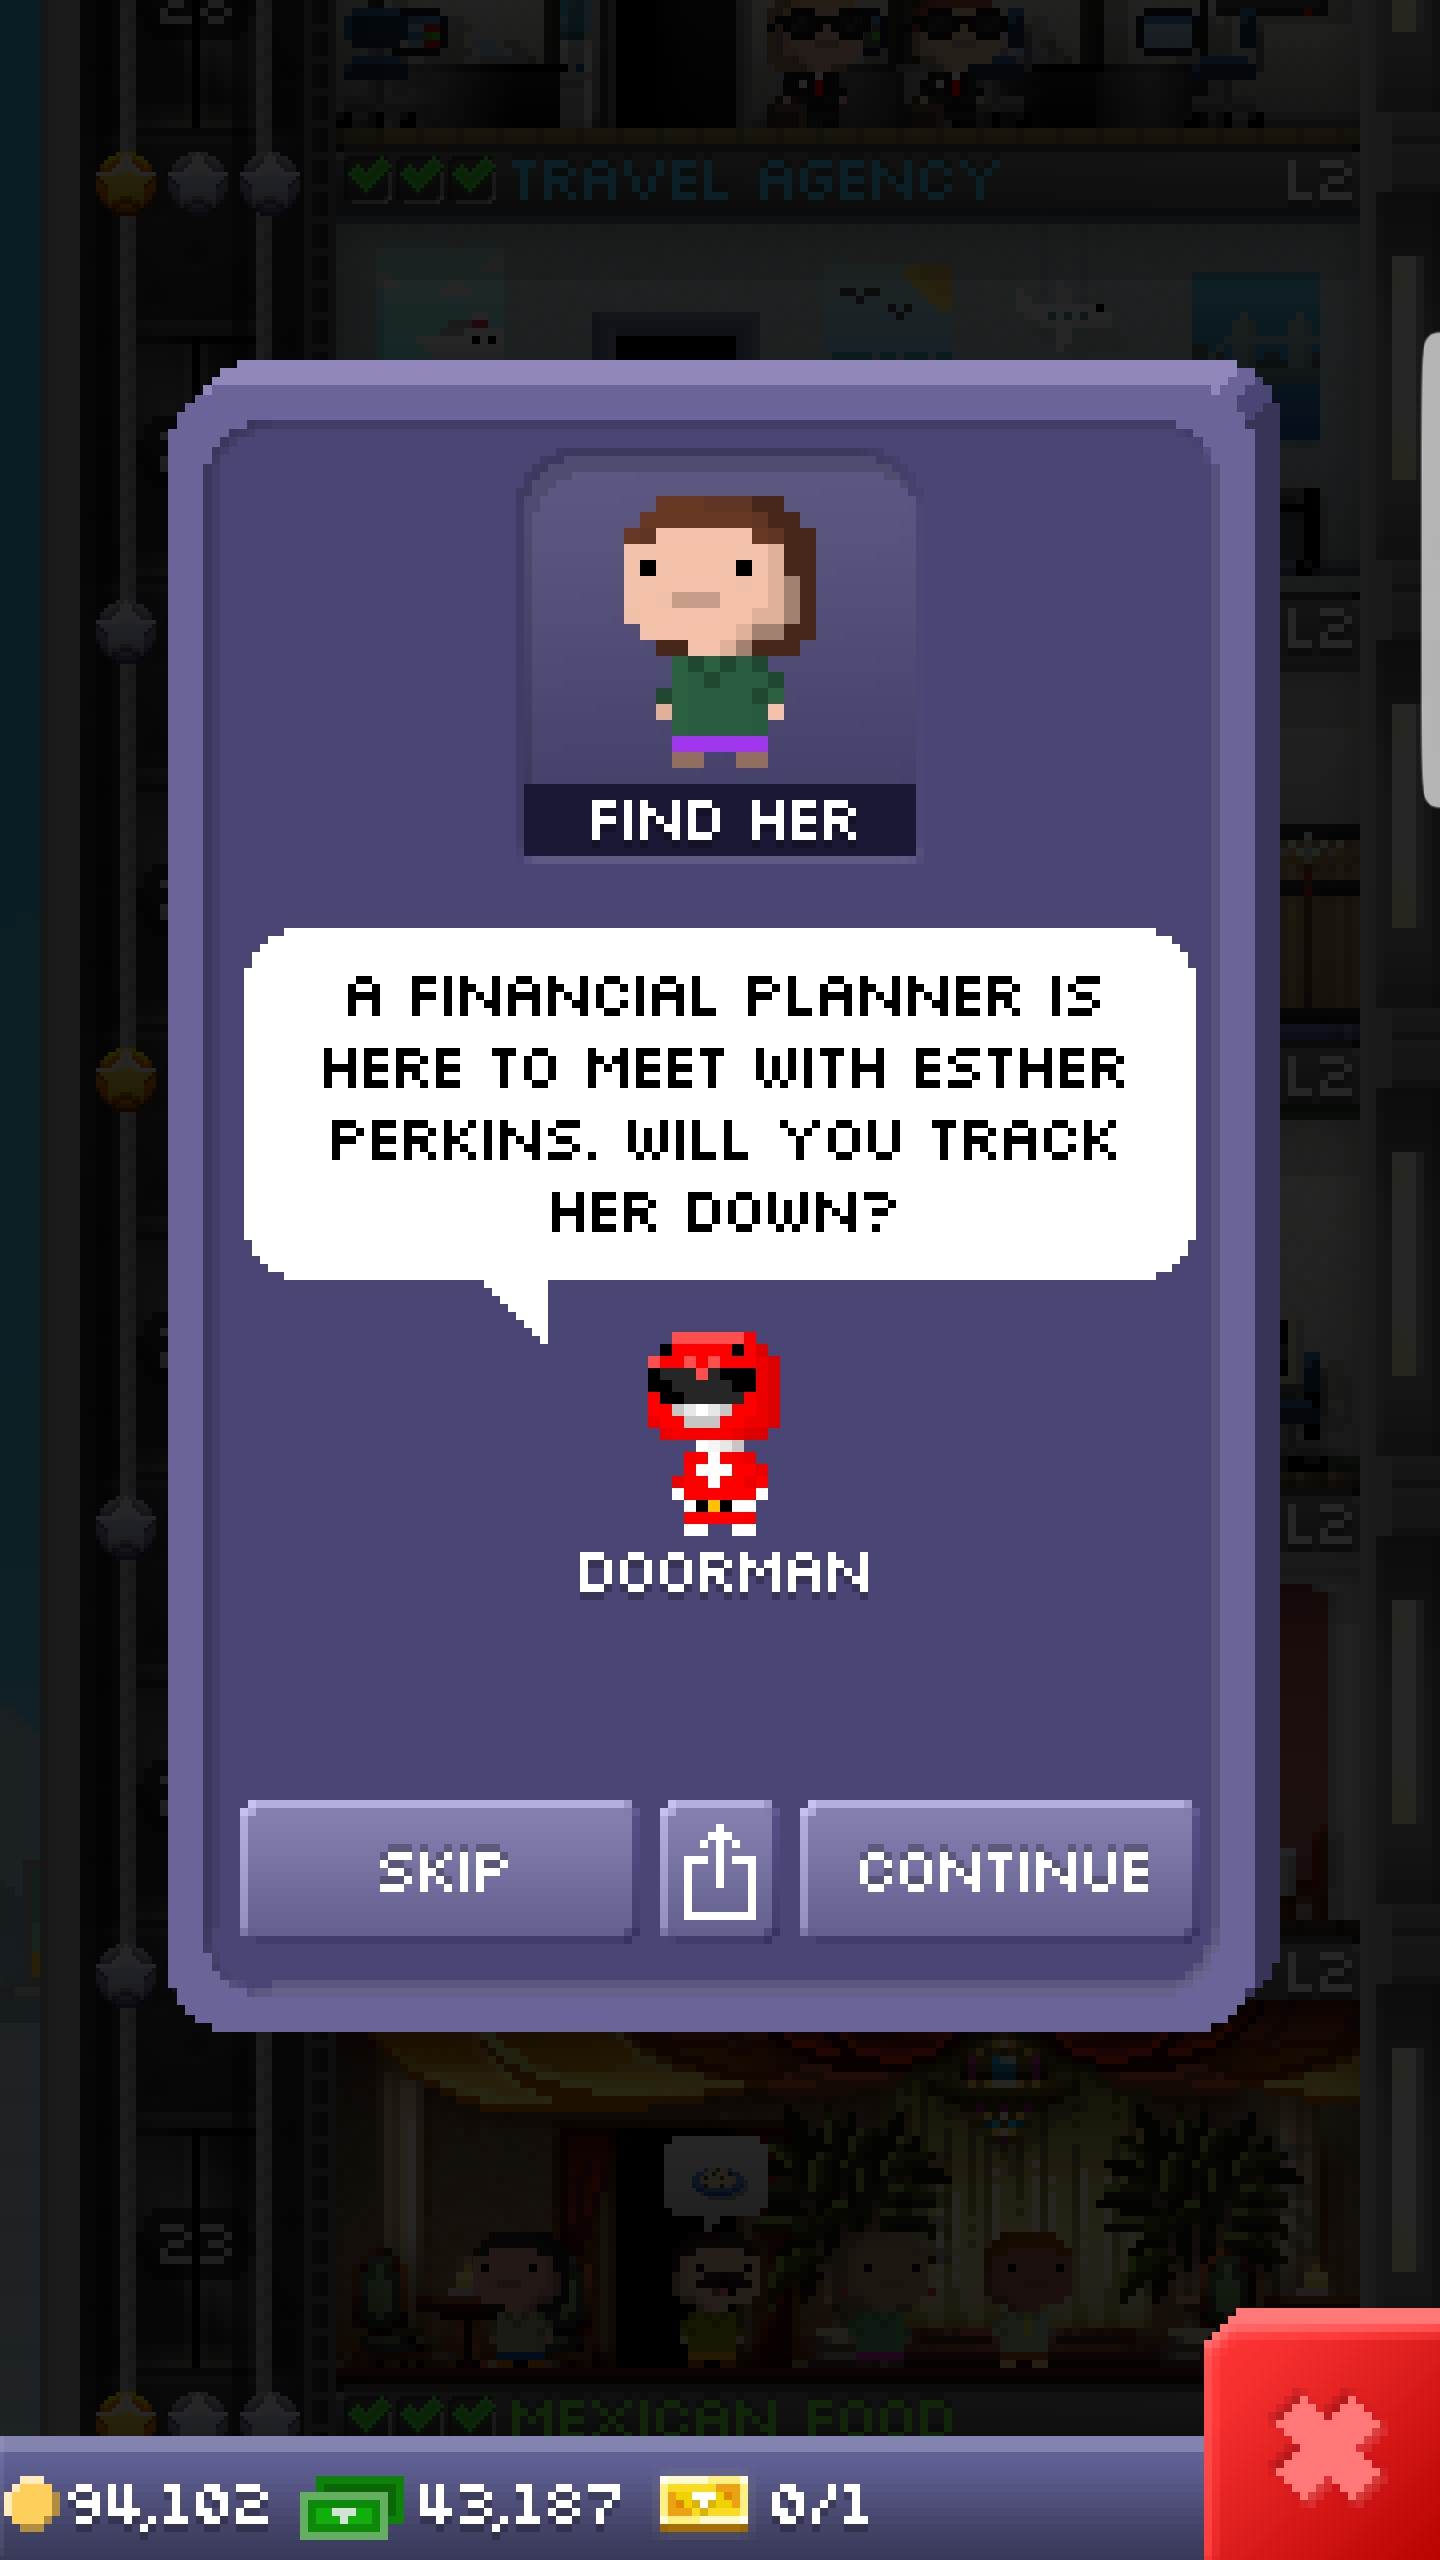 28
TRAVEL AGENCY L2
L2
L2
L2
L2
FIND HER
A FINANCIAL PLANNER IS
HERE TO MEET WITH ESTHER
PERKINS. WILL YOU TRACK
HER DOWN?
DOORMAN
SKIP
CONTINUE
23
MEXICAN FOOD
94,102 43,187 0/1